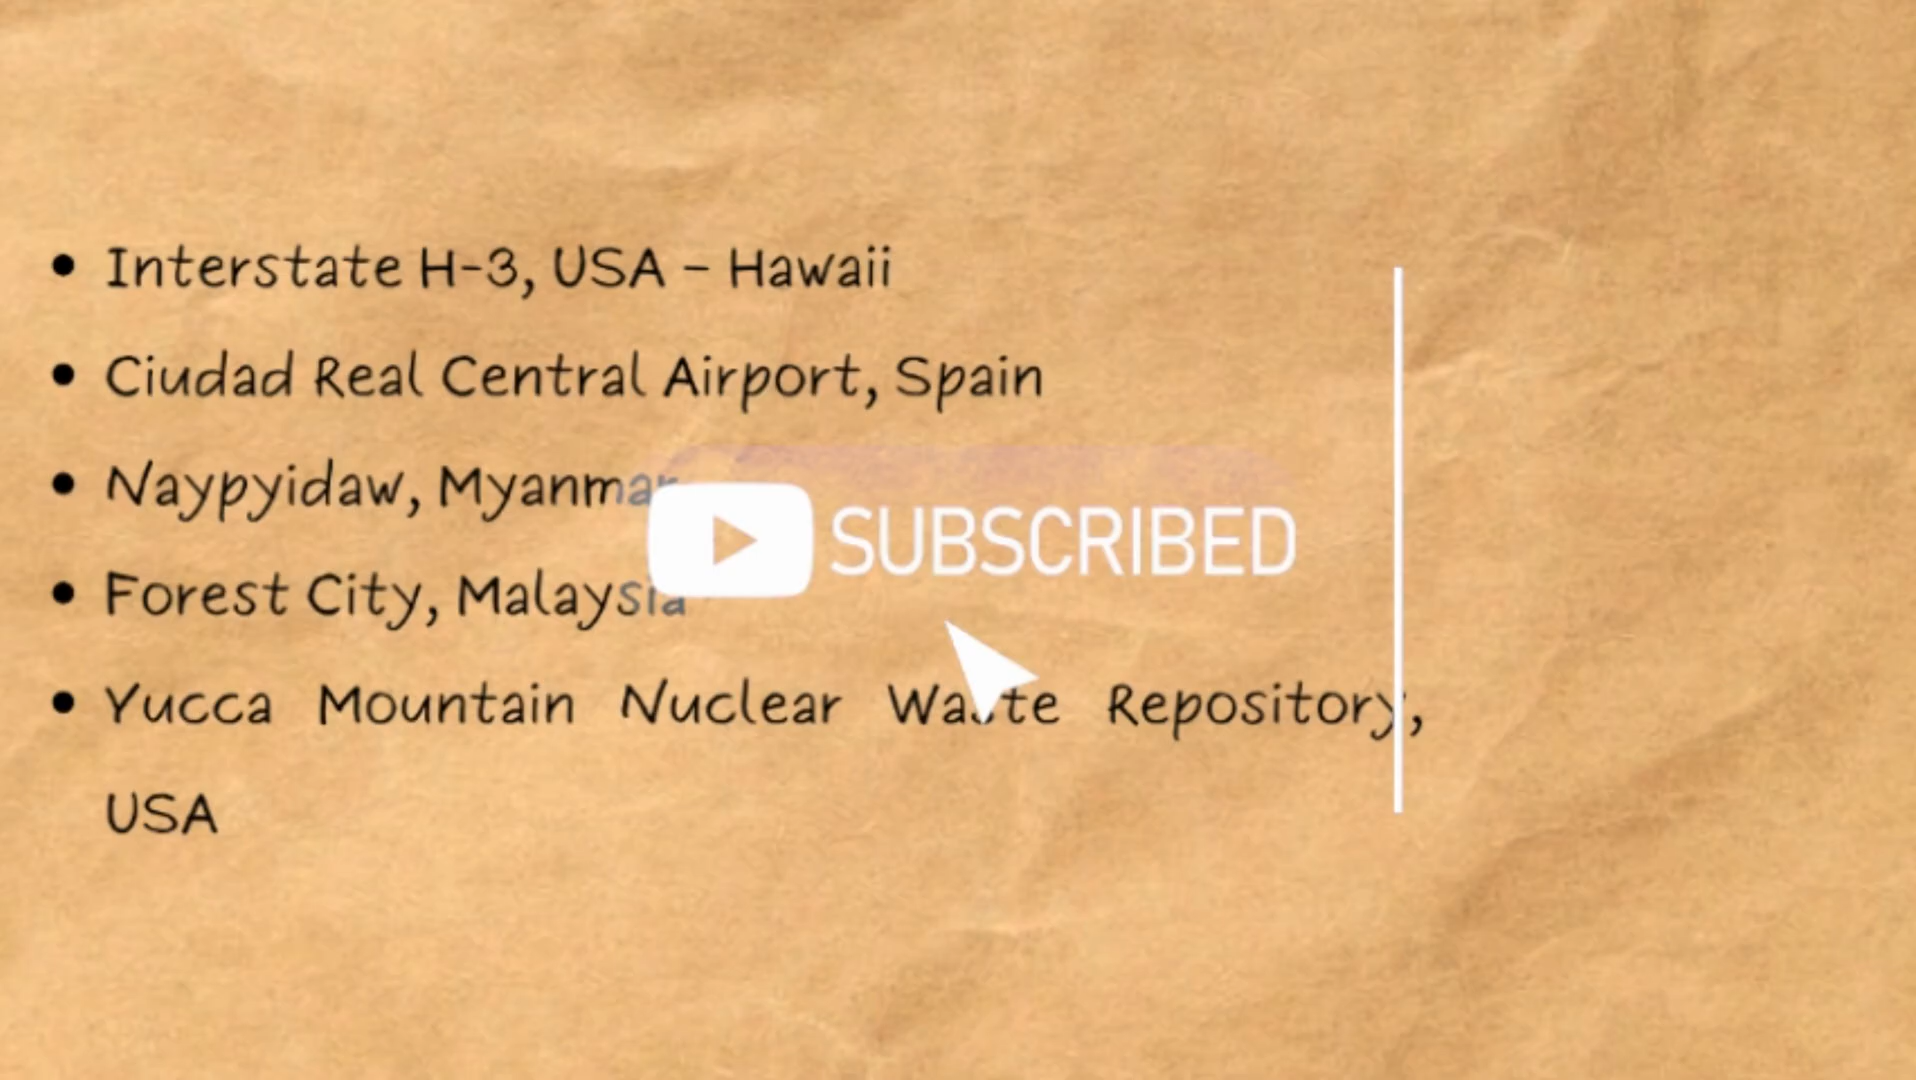 • Interstate H-3, USA - Hawaii
• Ciudad Real Central Airport, Spain
• Naypyidaw, Myanmar
SUBSCRIBED
• Forest City, Malaysia
• Yucca Mountain Nuclear Waste Repository,
USA